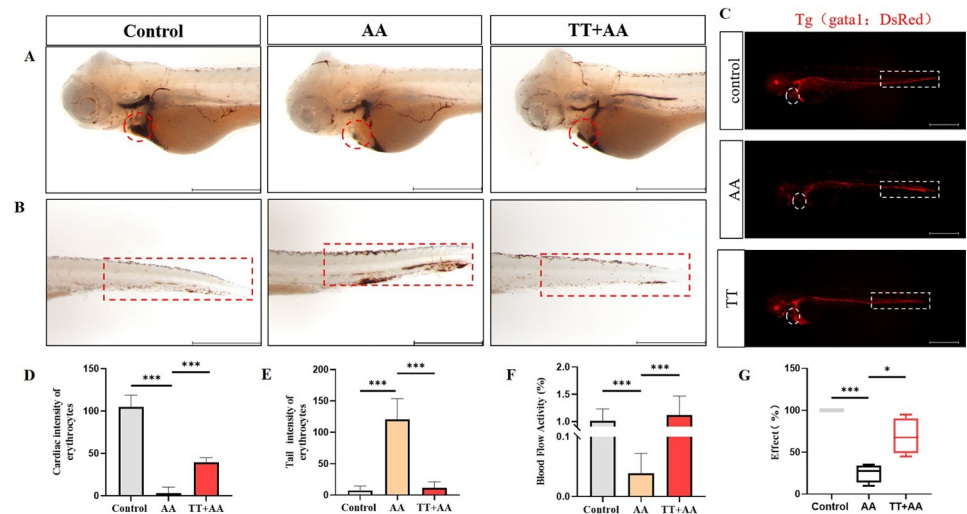 Control
AA
TT+AA
C
Tg（gata1：DsRed）
A
control
B
AA
TT
D
Cardiac intensity of
erythrocytes
150
100
50
0
***
***
Control
AA
TT+AA
E
Tail intensity of
erythrocytes
200
150
100
50
0
***
***
Control
AA
TT+AA
F
Blood Flow Activity (%)
2.0
1.5
1.0
0.1
0.0
***
***
Control
AA
TT+AA
G
Effect（%）
150
100
50
0
***
*
Control
AA
TT+AA